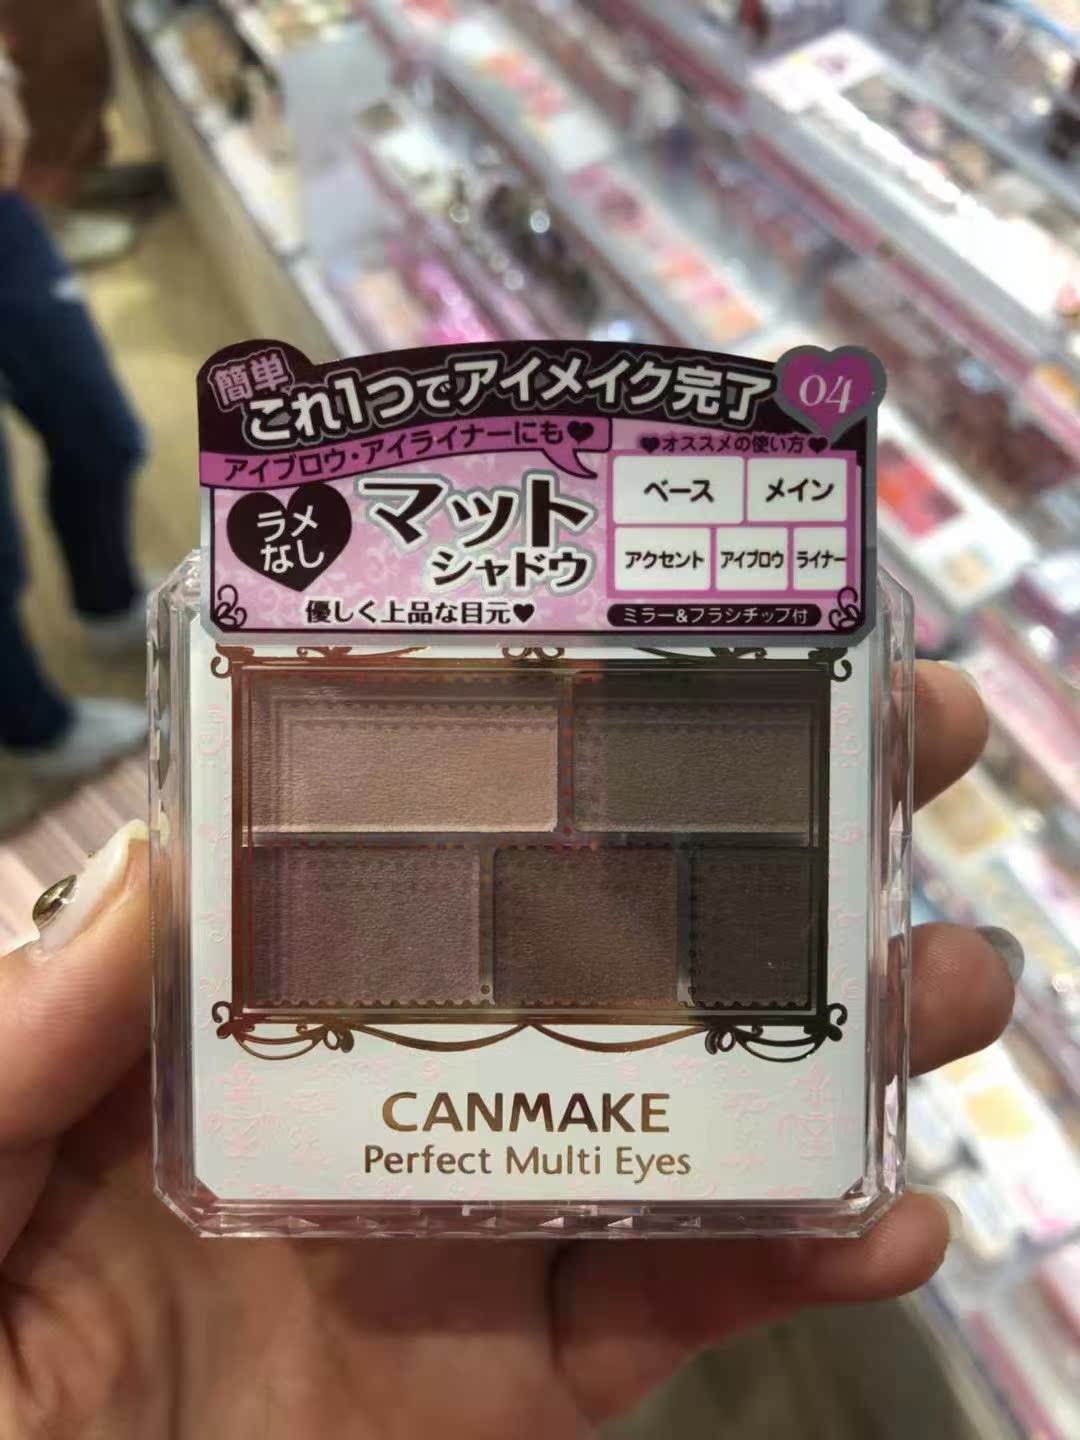 簡単
これ1つでアイメイク完了
04
アイブロウ・アイライナーにも♥
ラメ
なし
マット
シャドウ
優しく上品な目元♥
♥オススメの使い方♥
ベース
メイン
アクセント
アイブロウ
ライナー
ミラー&ブラシチップ付
CANMAKE
Perfect Multi Eyes